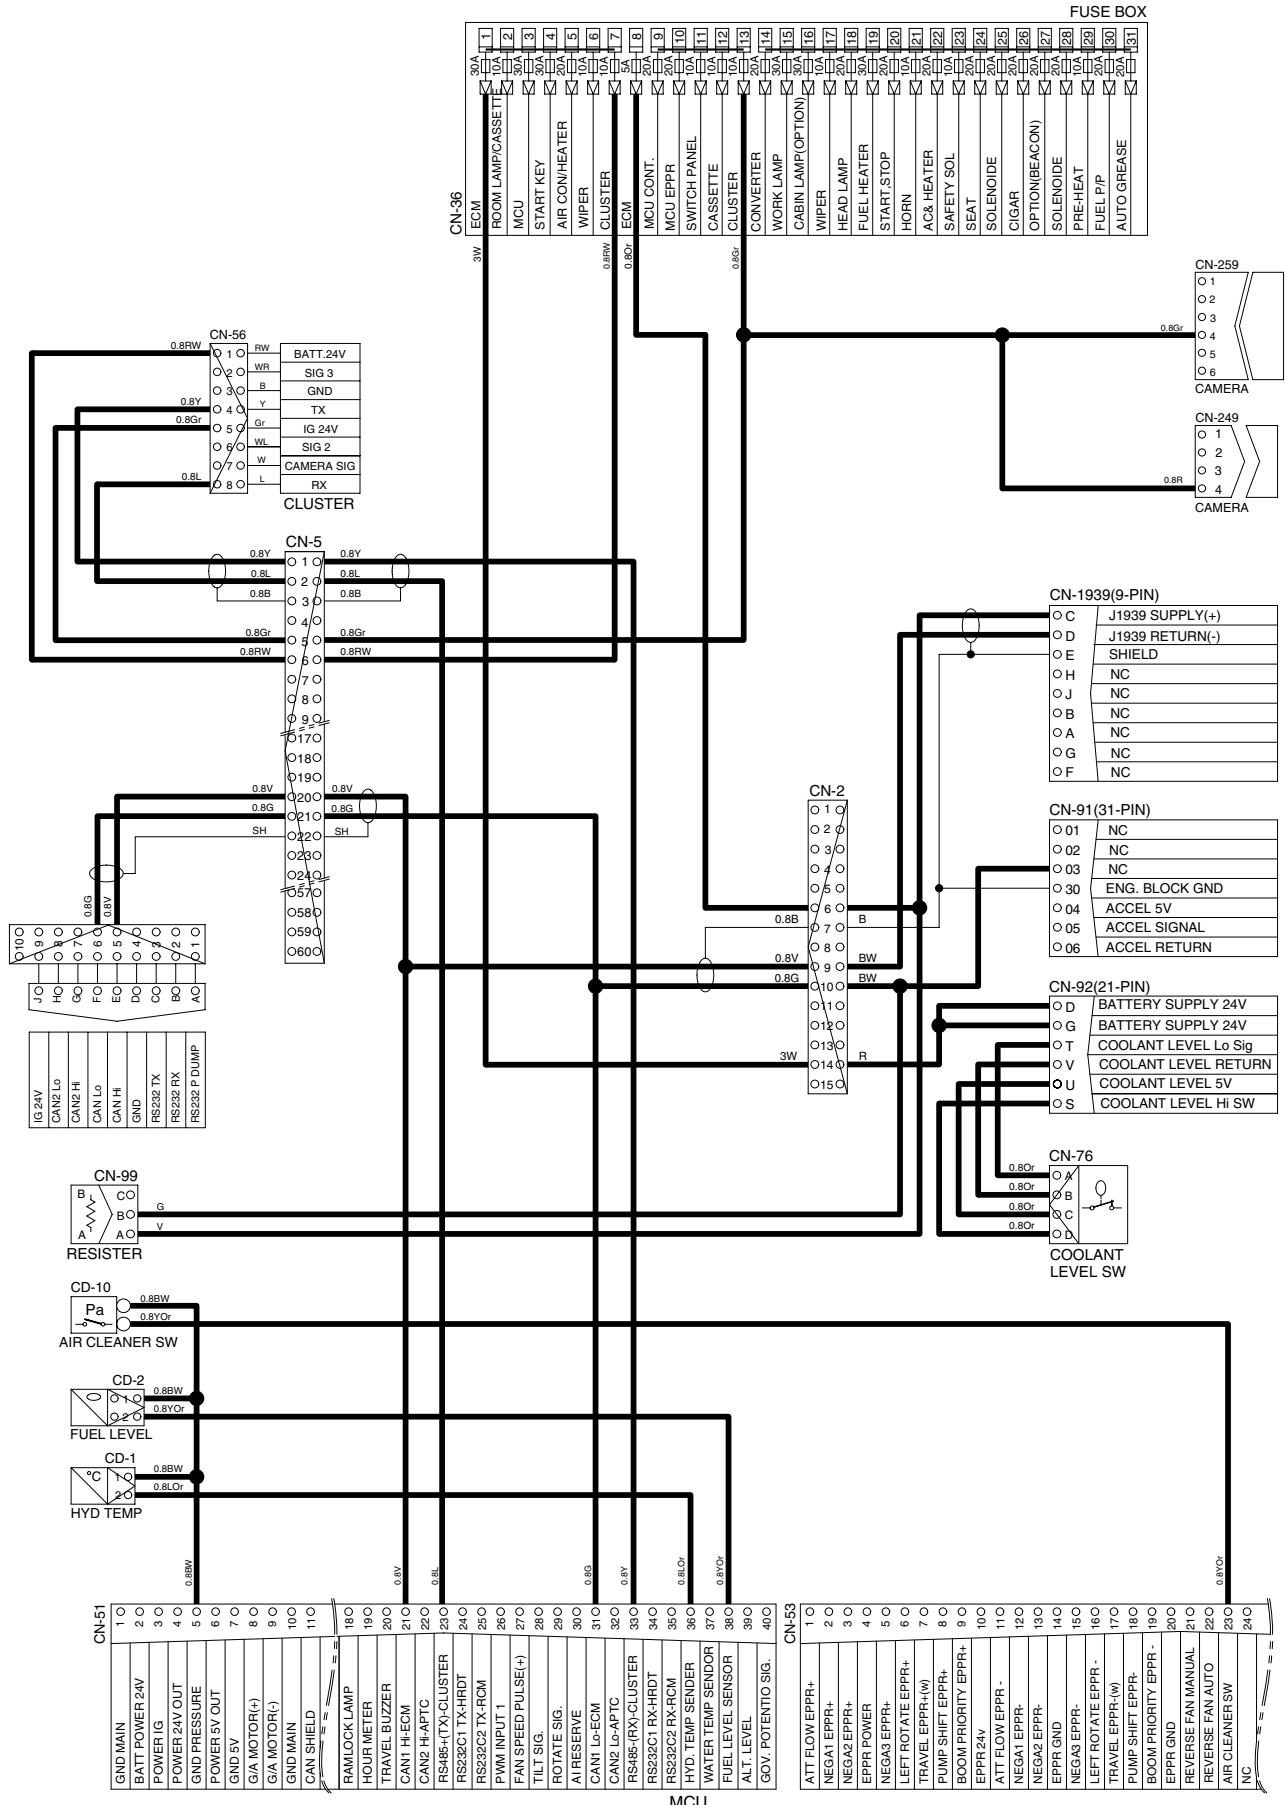 FUSE BOX
1 2 3 4 5 6 7 8 9 10 11 12 13 14 15 16 17 18 19 20 21 22 23 24 25 26 27 28 29 30 31
30A 10A 30A 30A 20A 10A 10A 5A 20A 20A 10A 10A 10A 20A 30A 30A 10A 20A 20A 20A 10A 20A 20A 20A 20A 20A 20A 20A 10A 20A 20A
CN-36
ECM
ROOM LAMP/CASSETTE
MCU
START KEY
AIR CON/HEATER
WIPER
CLUSTER
ECM
MCU CONT.
MCU EPPR
SWITCH PANEL
CASSETTE
CLUSTER
CONVERTER
WORK LAMP
CABIN LAMP(OPTION)
WIPER
HEAD LAMP
FUEL HEATER
START,STOP
HORN
AC& HEATER
SAFETY SOL
SEAT
SOLENOIDE
CIGAR
OPTION(BEACON)
SOLENOIDE
PRE-HEAT
FUEL P/P
AUTO GREASE
3W
0.8RW
0.8Or
0.8Gr
CN-259
1
2
3
0.8Gr 4
5
6
CAMERA
CN-249
1
2
3
0.8R 4
CAMERA
CN-56
0.8RW 1 RW BATT.24V
2 WR SIG 3
3 B GND
0.8Y 4 Y TX
0.8Gr 5 Gr IG 24V
6 WL SIG 2
7 W CAMERA SIG
0.8L 8 L RX
CLUSTER
CN-5
0.8Y 1 0.8Y
0.8L 2 0.8L
0.8B 3 0.8B
4
0.8Gr 5 0.8Gr
0.8RW 6 0.8RW
7
8
9
17
18
19
0.8V 20 0.8V
0.8G 21 0.8G
SH 22 SH
23
24
57
58
59
60
0.8G
0.8V
10 9 8 7 6 5 4 3 2 1
J H G F E D C B A
IG 24V
CAN2 Lo
CAN2 Hi
CAN Lo
CAN Hi
GND
RS232 TX
RS232 RX
RS232 P DUMP
CN-1939(9-PIN)
C J1939 SUPPLY(+)
D J1939 RETURN(-)
E SHIELD
H NC
J NC
B NC
A NC
G NC
F NC
CN-2
1
2
3
4
5
6
0.8B 7 B
8
0.8V 9 BW
0.8G 10 BW
11
12
13
3W 14 R
15
CN-91(31-PIN)
01 NC
02 NC
03 NC
30 ENG. BLOCK GND
04 ACCEL 5V
05 ACCEL SIGNAL
06 ACCEL RETURN
CN-92(21-PIN)
D BATTERY SUPPLY 24V
G BATTERY SUPPLY 24V
T COOLANT LEVEL Lo Sig
V COOLANT LEVEL RETURN
U COOLANT LEVEL 5V
S COOLANT LEVEL Hi SW
CN-76
0.8Or A
0.8Or B
0.8Or C
0.8Or D
COOLANT
LEVEL SW
CN-99
B C
B G
A A V
RESISTER
CD-10
Pa 0.8BW
0.8YOr
AIR CLEANER SW
CD-2
1 0.8BW
2 0.8YOr
FUEL LEVEL
CD-1
°C 1 0.8BW
2 0.8LOr
HYD TEMP
0.8BW
0.8V
0.8L
0.8G
0.8Y
0.8LOr
0.8YOr
0.8YOr
CN-51
1 GND MAIN
2 BATT POWER 24V
3 POWER IG
4 POWER 24V OUT
5 GND PRESSURE
6 POWER 5V OUT
7 GND 5V
8 G/A MOTOR(+)
9 G/A MOTOR(-)
10 GND MAIN
11 CAN SHIELD
18 RAMLOCK LAMP
19 HOUR METER
20 TRAVEL BUZZER
21 CAN1 Hi-ECM
22 CAN2 Hi-APTC
23 RS485+(TX)-CLUSTER
24 RS232C1 TX-HRDT
25 RS232C2 TX-RCM
26 PWM INPUT 1
27 FAN SPEED PULSE(+)
28 TILT SIG.
29 ROTATE SIG.
30 AI RESERVE
31 CAN1 Lo-ECM
32 CAN2 Lo-APTC
33 RS485-(RX)-CLUSTER
34 RS232C1 RX-HRDT
35 RS232C2 RX-RCM
36 HYD. TEMP SENDER
37 WATER TEMP SENDOR
38 FUEL LEVEL SENSOR
39 ALT. LEVEL
40 GOV. POTENTIO SIG.
CN-53
1 ATT FLOW EPPR+
2 NEGA1 EPPR+
3 NEGA2 EPPR+
4 EPPR POWER
5 NEGA3 EPPR+
6 LEFT ROTATE EPPR+
7 TRAVEL EPPR+(w)
8 PUMP SHIFT EPPR+
9 BOOM PRIORITY EPPR+
10 EPPR 24v
11 ATT FLOW EPPR -
12 NEGA1 EPPR-
13 NEGA2 EPPR-
14 EPPR GND
15 NEGA3 EPPR-
16 LEFT ROTATE EPPR -
17 TRAVEL EPPR-(w)
18 PUMP SHIFT EPPR-
19 BOOM PRIORITY EPPR -
20 EPPR GND
21 REVERSE FAN MANUAL
22 REVERSE FAN AUTO
23 AIR CLEANER SW
24 NC
MCU